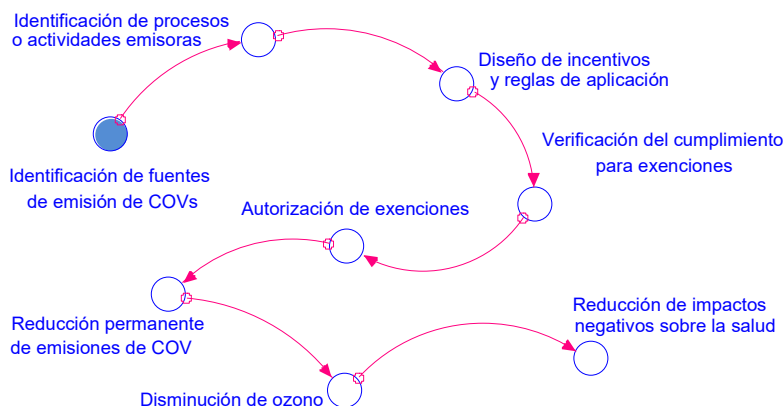 Identificación de procesos
o actividades emisoras
Diseño de incentivos
y reglas de aplicación
Verificación del cumplimiento
para exenciones
Identificación de fuentes
de emisión de COVs
Autorización de exenciones
Reducción permanente
de emisiones de COV
Reducción de impactos
negativos sobre la salud
Disminución de ozono